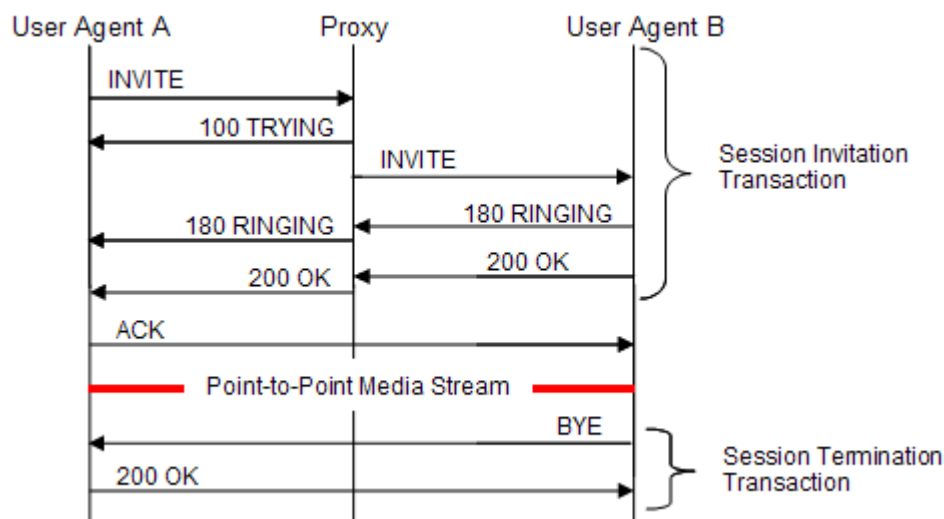 User Agent A
Proxy
User Agent B
INVITE
100 TRYING
INVITE
Session Invitation
Transaction
180 RINGING
180 RINGING
200 OK
200 OK
ACK
Point-to-Point Media Stream
BYE
Session Termination
Transaction
200 OK